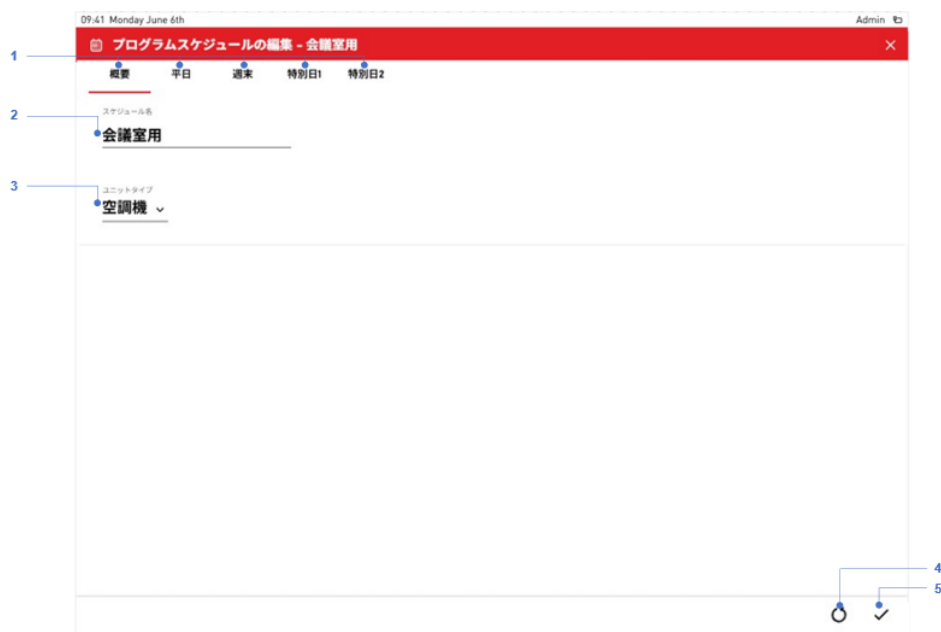 09:41 Monday June 6th Admin
プログラムスケジュールの編集 - 会議室用
1
概要 平日 週末 特別日1 特別日2
スケジュール名
2
会議室用
ユニットタイプ
3
空調機
4
5